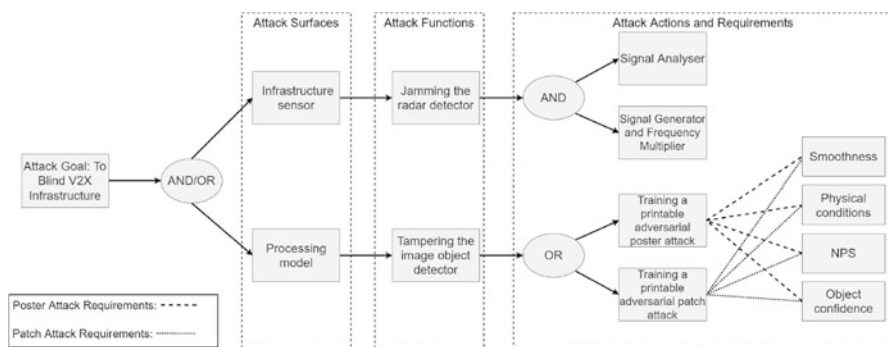 Attack Surfaces
Attack Functions
Attack Actions and Requirements
Attack Goal: To
Blind V2X
Infrastructure
AND/OR
Infrastructure
sensor
Processing
model
Jamming the
radar detector
Tampering the
image object
detector
AND
OR
Signal Analyser
Signal Generator
and Frequency
Multiplier
Training a
printable
adversarial
poster attack
Training a
printable
adversarial patch
attack
Smoothness
Physical
conditions
NPS
Object
confidence
Poster Attack Requirements:
Patch Attack Requirements: